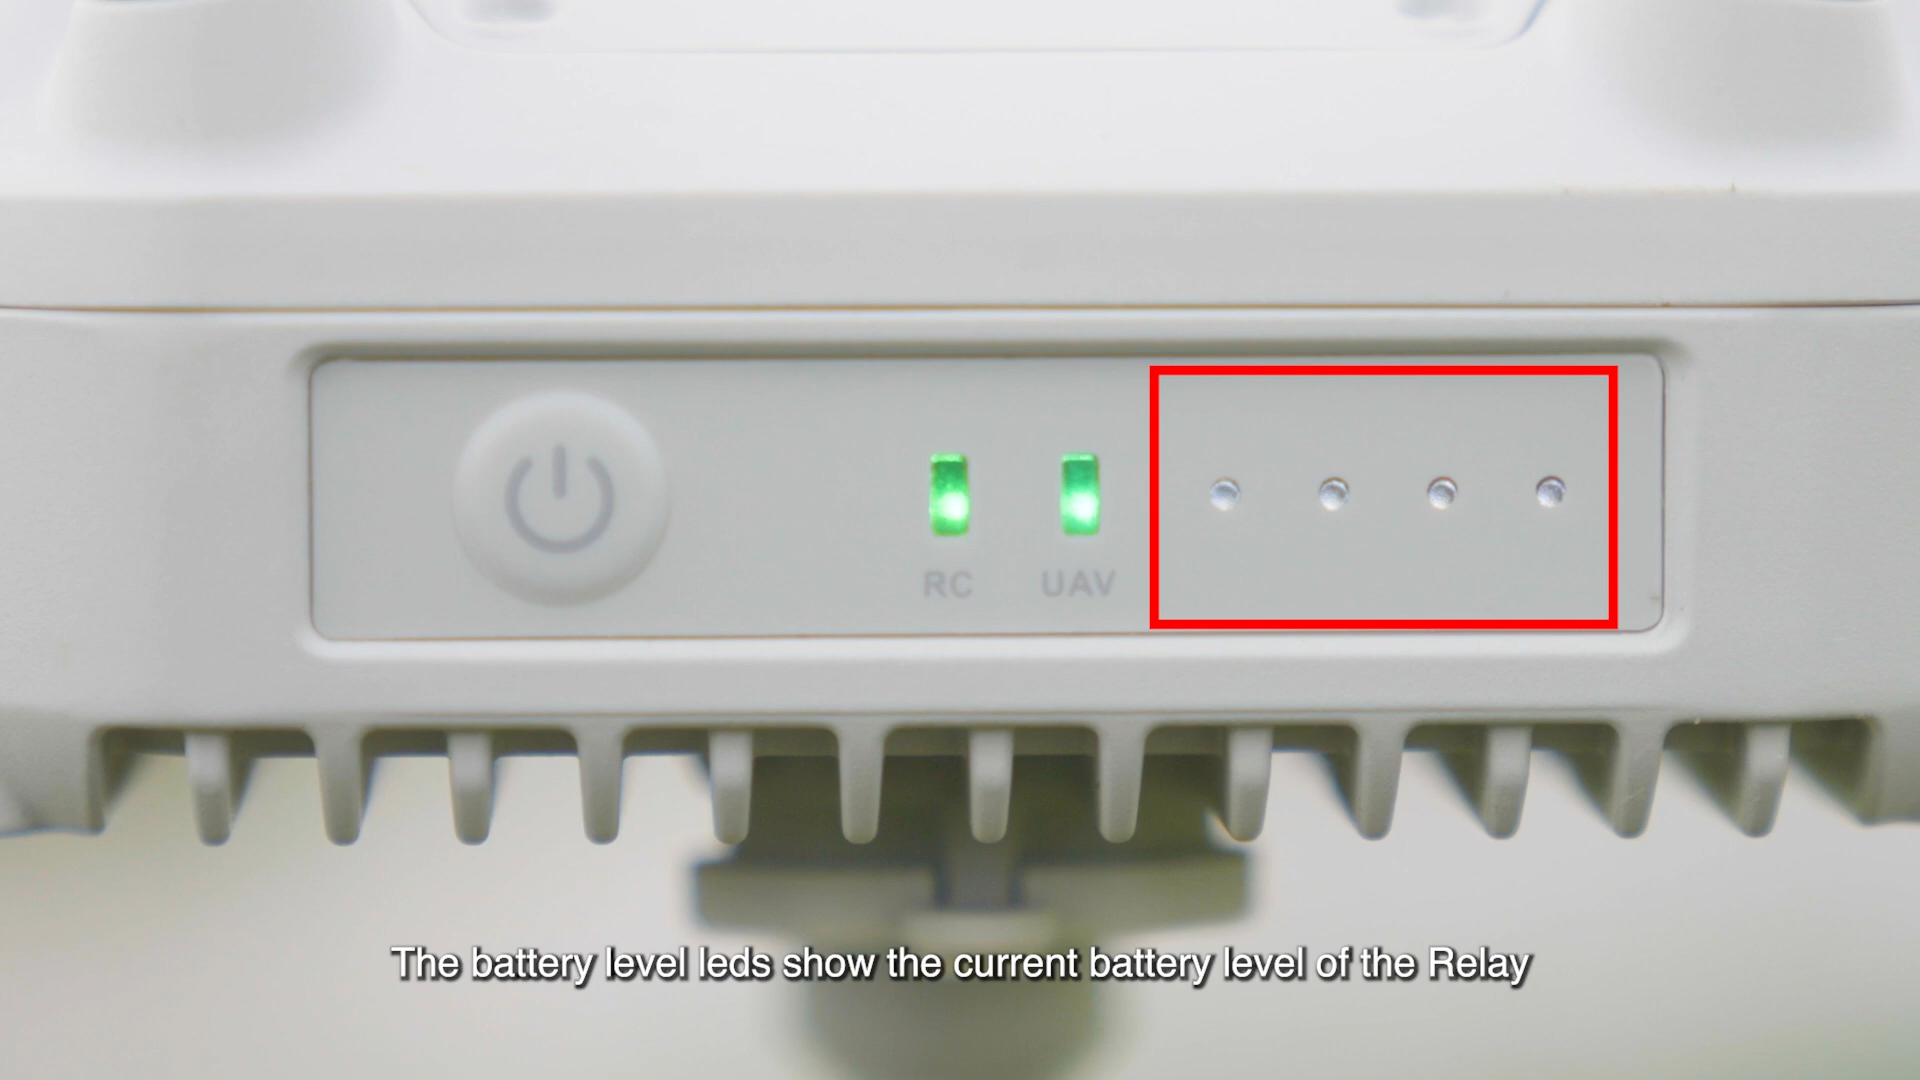 RC UAV
The battery level leds show the current battery level of the Relay